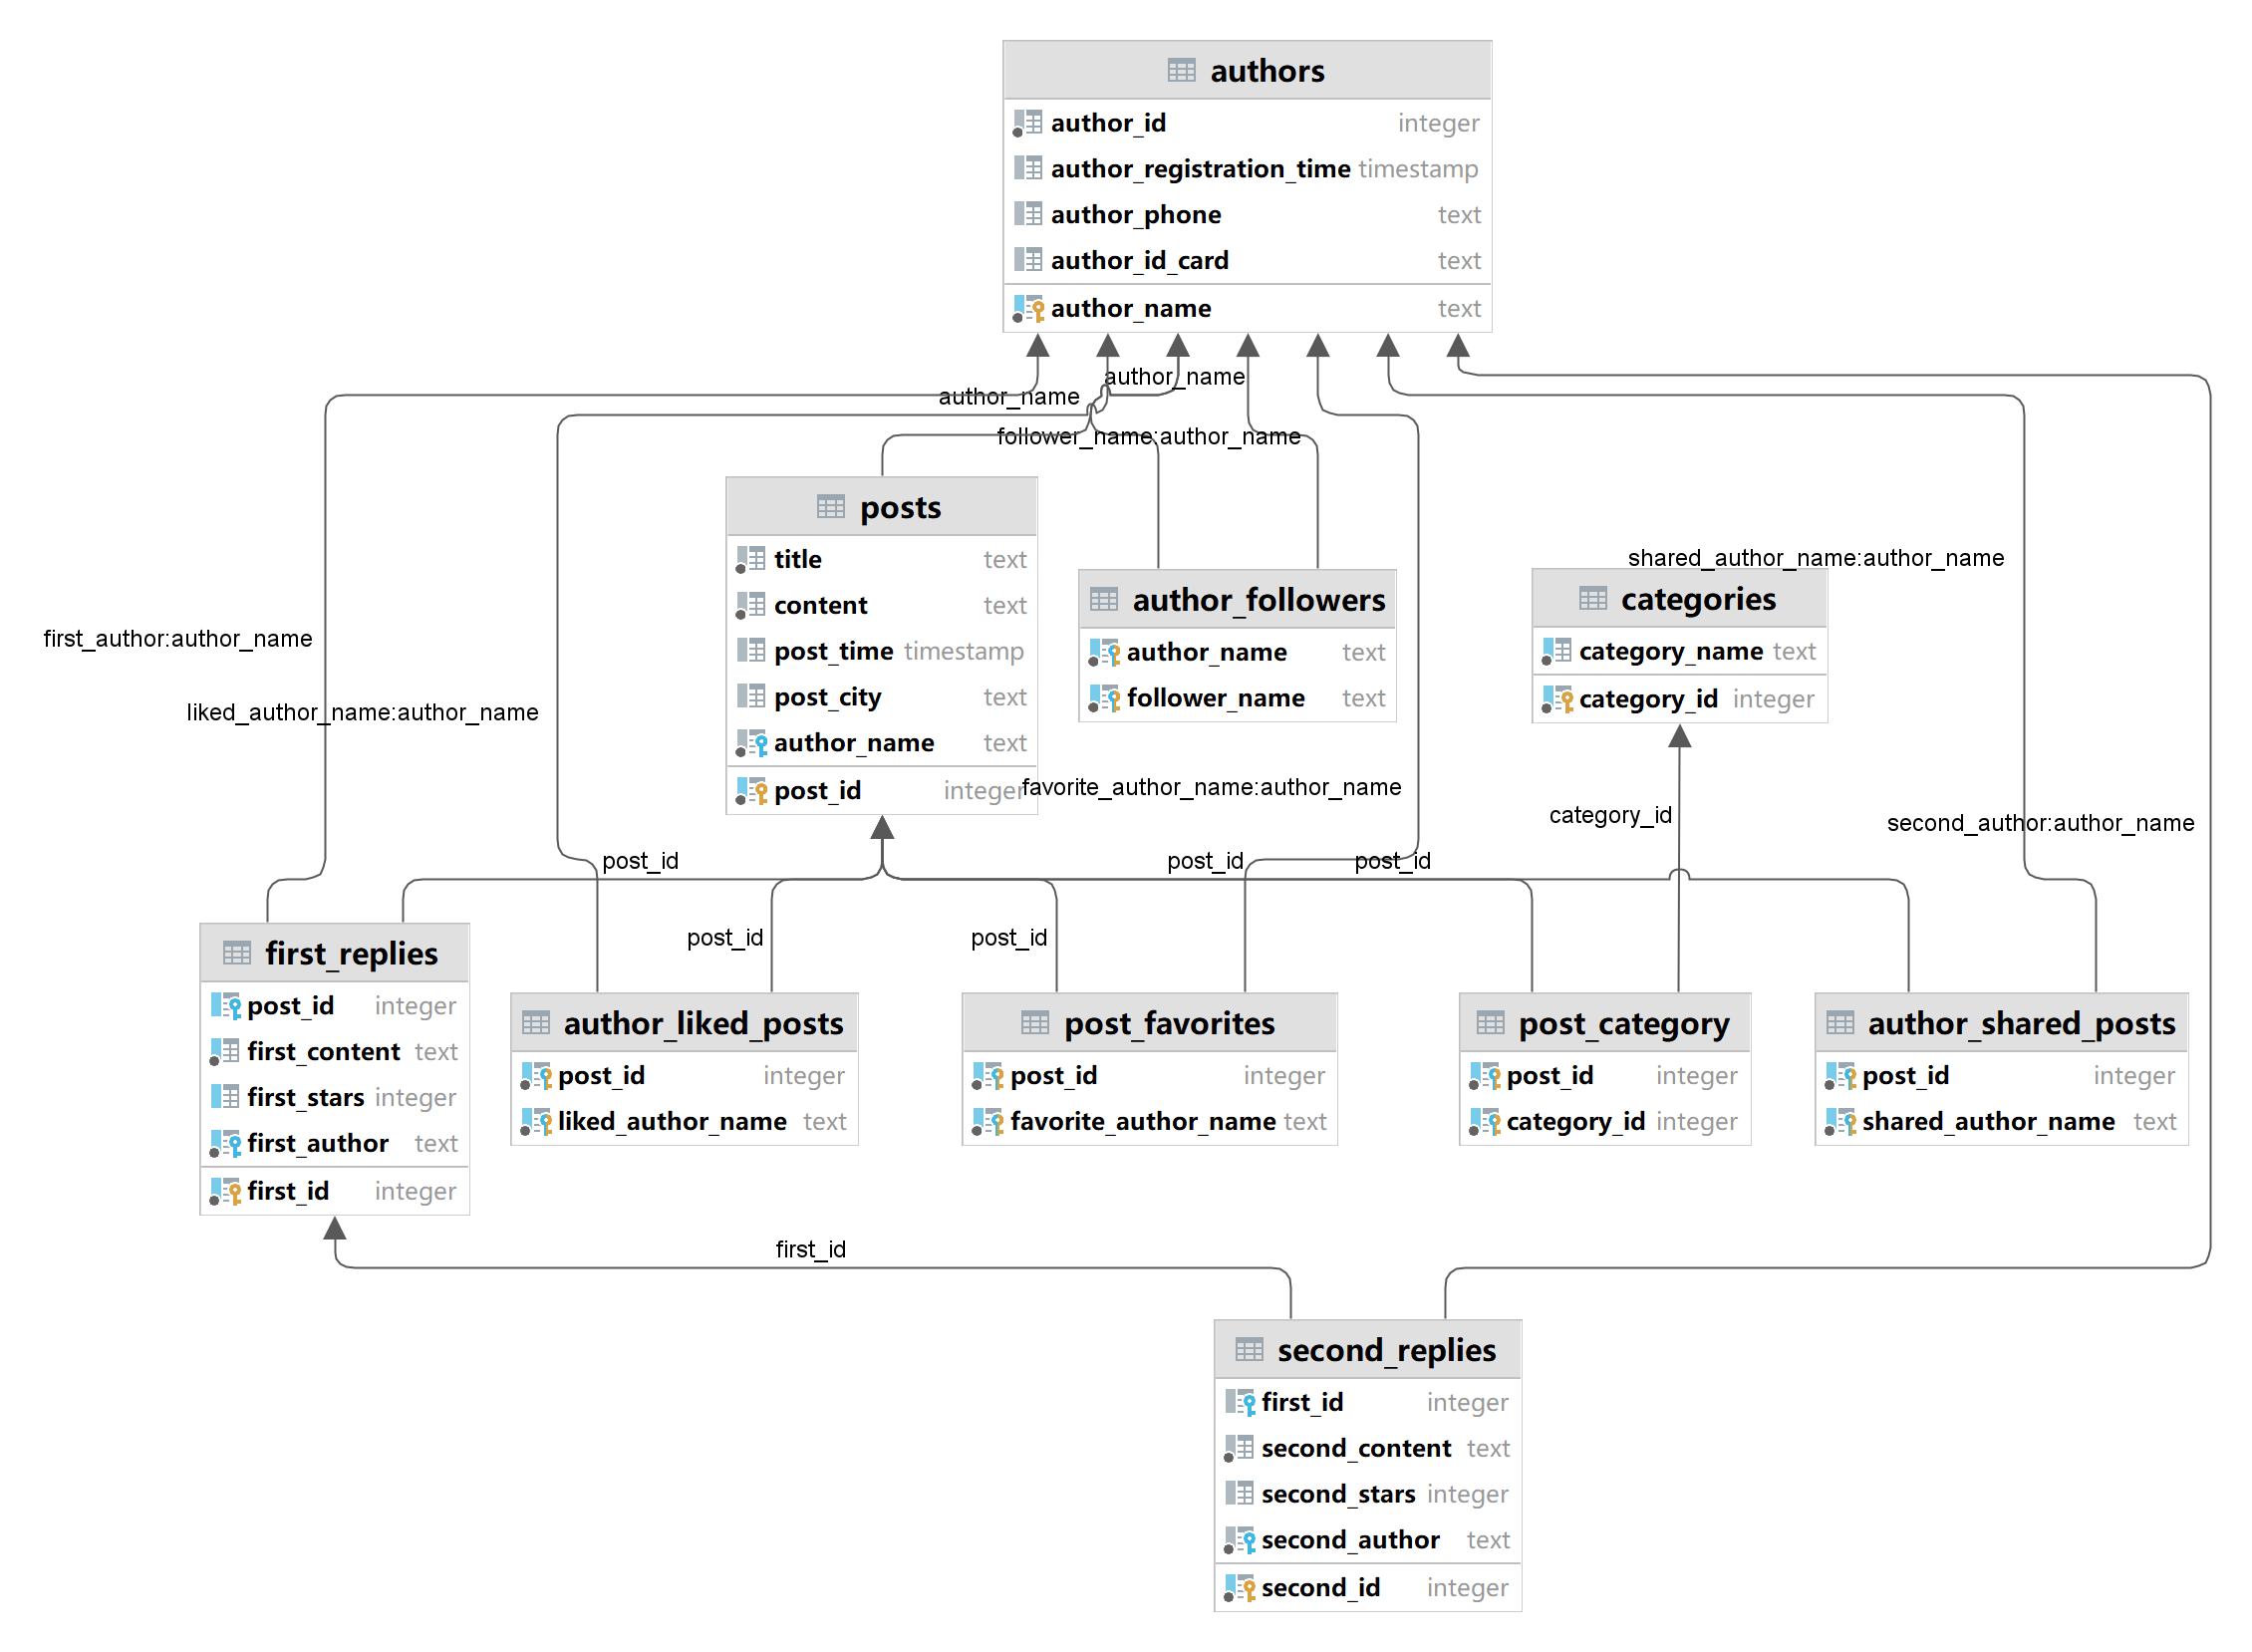 authors
author_id integer
author_registration_time timestamp
author_phone text
author_id_card text
author_name text
author_name
author_name
follower_name:author_name
posts
title text
content text
post_time timestamp
post_city text
author_name text
post_id integer
author_followers
author_name text
follower_name text
shared_author_name:author_name
categories
category_name text
category_id integer
first_author:author_name
liked_author_name:author_name
favorite_author_name:author_name
category_id
second_author:author_name
post_id
post_id
post_id
post_id
post_id
first_replies
post_id integer
first_content text
first_stars integer
first_author text
first_id integer
author_liked_posts
post_id integer
liked_author_name text
post_favorites
post_id integer
favorite_author_name text
post_category
post_id integer
category_id integer
author_shared_posts
post_id integer
shared_author_name text
first_id
second_replies
first_id integer
second_content text
second_stars integer
second_author text
second_id integer